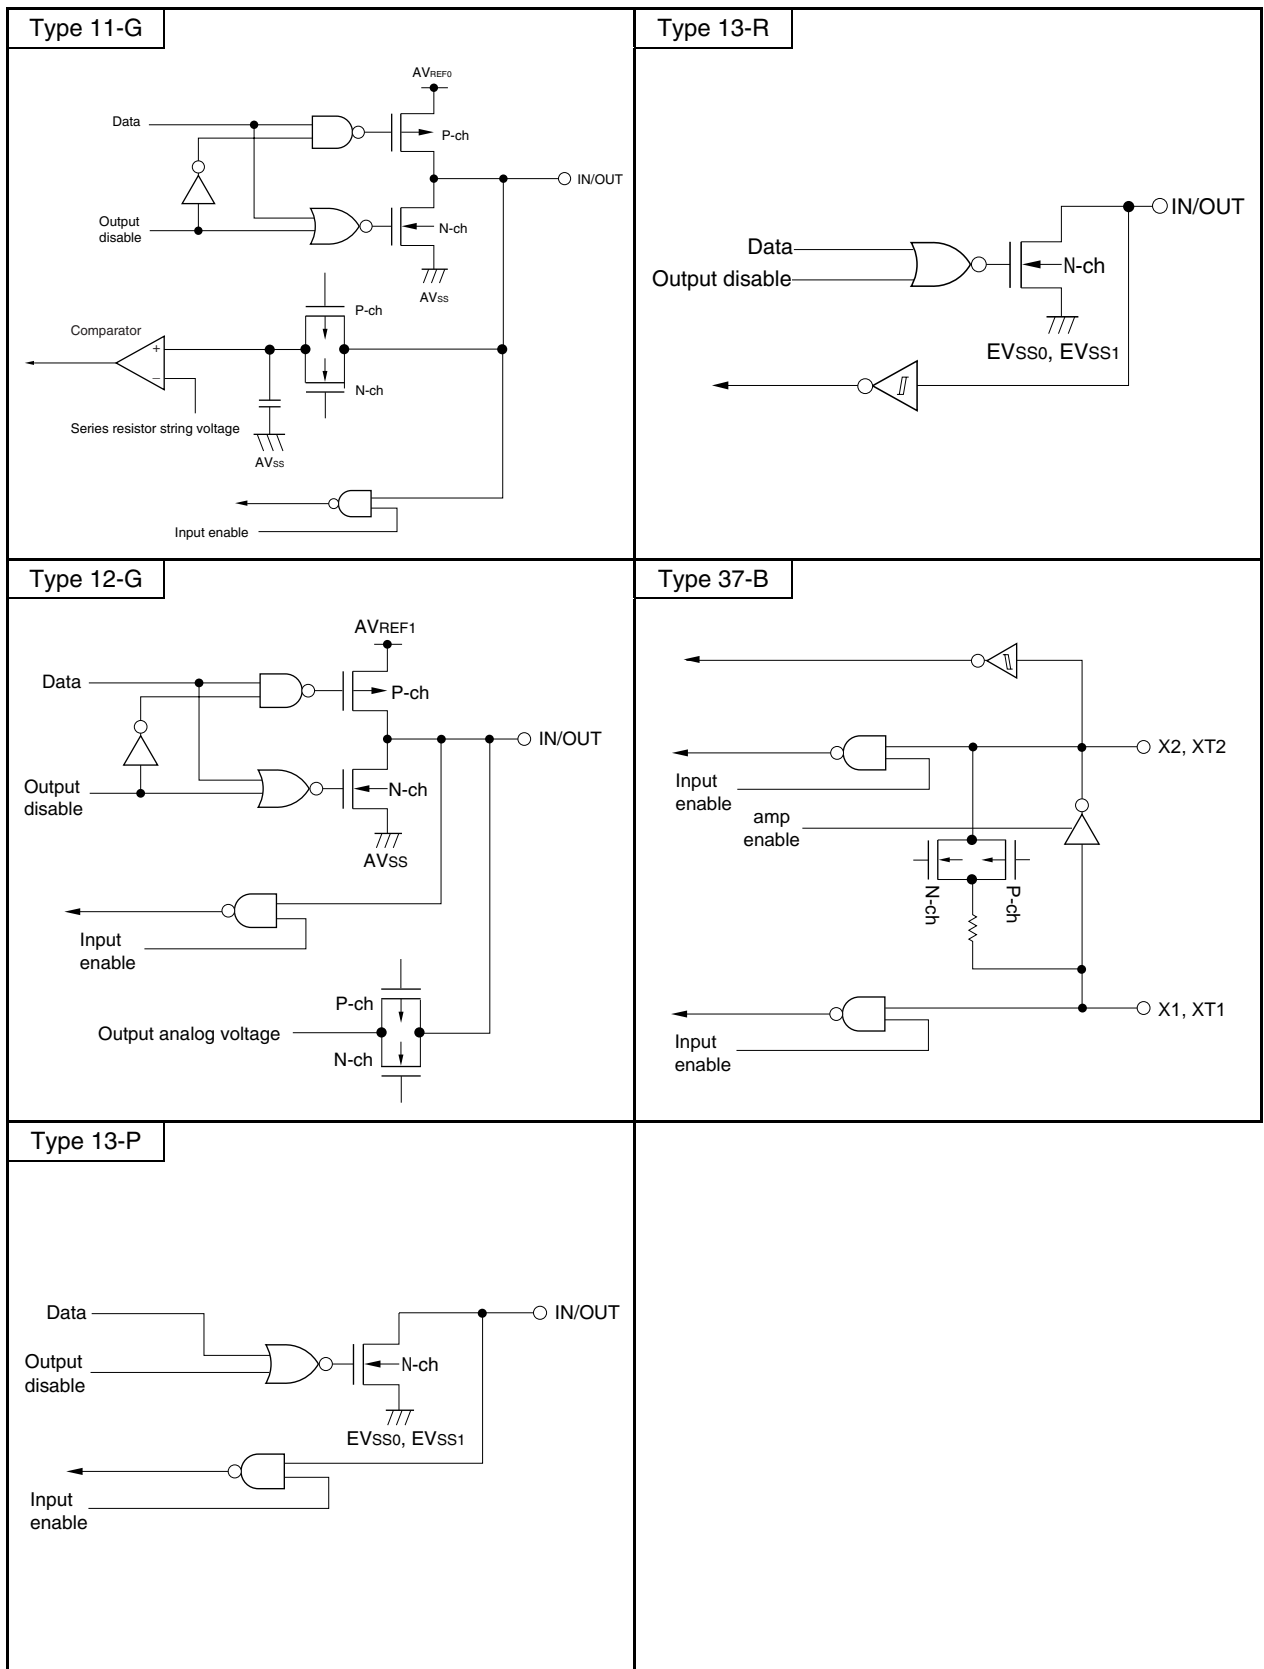 Type 11-G
AVREF0
Data
P-ch
IN/OUT
Output
disable
N-ch
AVSS
P-ch
Comparator
+
−
N-ch
Series resistor string voltage
AVSS
Input enable
Type 13-R
IN/OUT
Data
Output disable
N-ch
EVSS0, EVSS1
Type 12-G
AVREF1
Data
P-ch
IN/OUT
Output
disable
N-ch
AVSS
Input
enable
P-ch
Output analog voltage
N-ch
Type 37-B
X2, XT2
Input
enable
amp
enable
N-ch
P-ch
X1, XT1
Input
enable
Type 13-P
Data
IN/OUT
Output
disable
N-ch
EVSS0, EVSS1
Input
enable